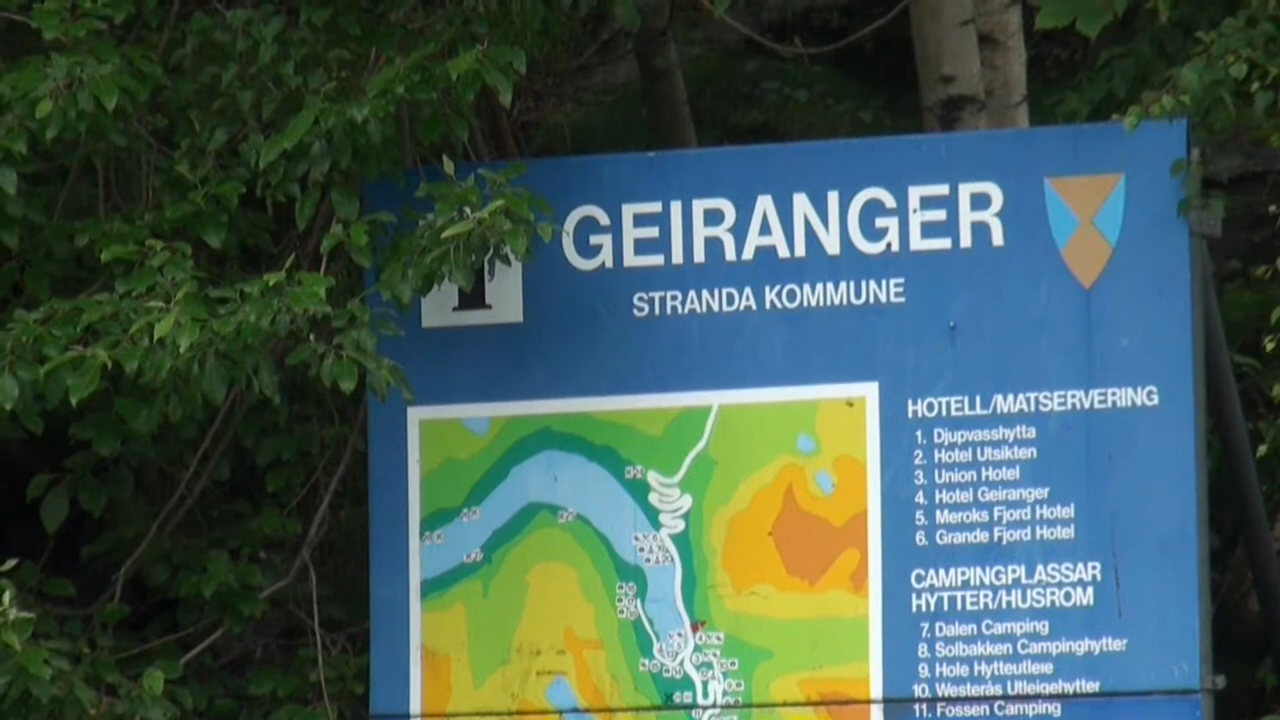 GEIRANGER
STRANDA KOMMUNE
HOTELL/MATSERVERING
1. Djupvasshytta
2. Hotel Utsikten
3. Union Hotel
4. Hotel Geiranger
5. Meroks Fjord Hotel
6. Grande Fjord Hotel
CAMPINGPLASSAR
HYTTER/HUSROM
7. Dalen Camping
8. Solbakken Campinghytter
9. Hole Hytteutleie
10. Westerås Utleigehytter
11. Fossen Camping